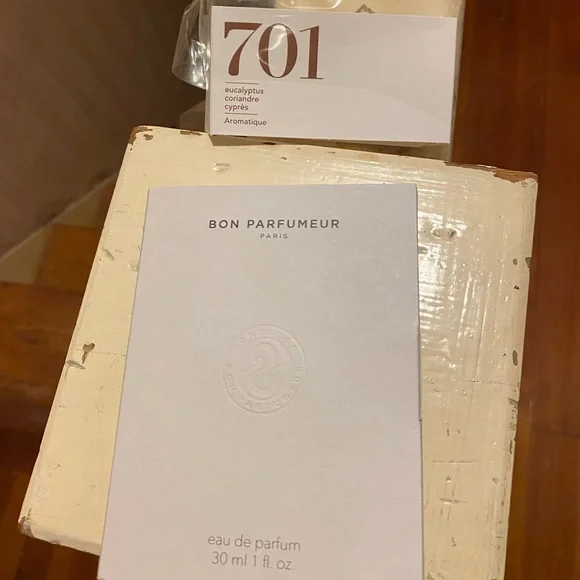 701
eucalyptus
coriandre
cyprès
Aromatique
BON PARFUMEUR
PARIS
eau de parfum
30 ml 1 fl. oz.